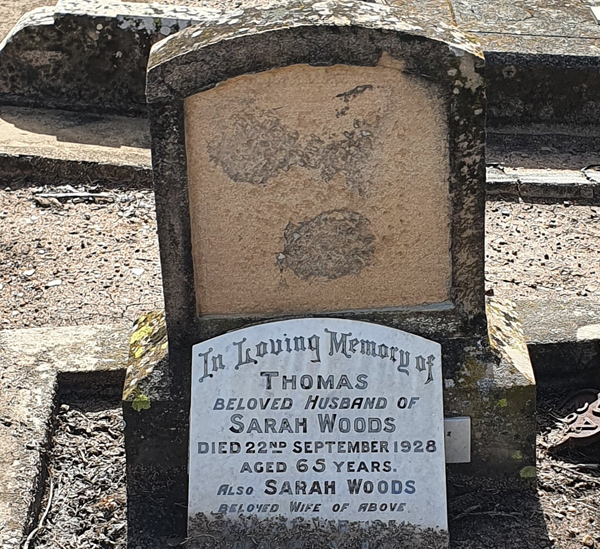 In Loving Memory of
THOMAS
BELOVED HUSBAND OF
SARAH WOODS
DIED 22ND SEPTEMBER 1928
AGED 65 YEARS.
ALSO SARAH WOODS
BELOVED WIFE OF ABOVE